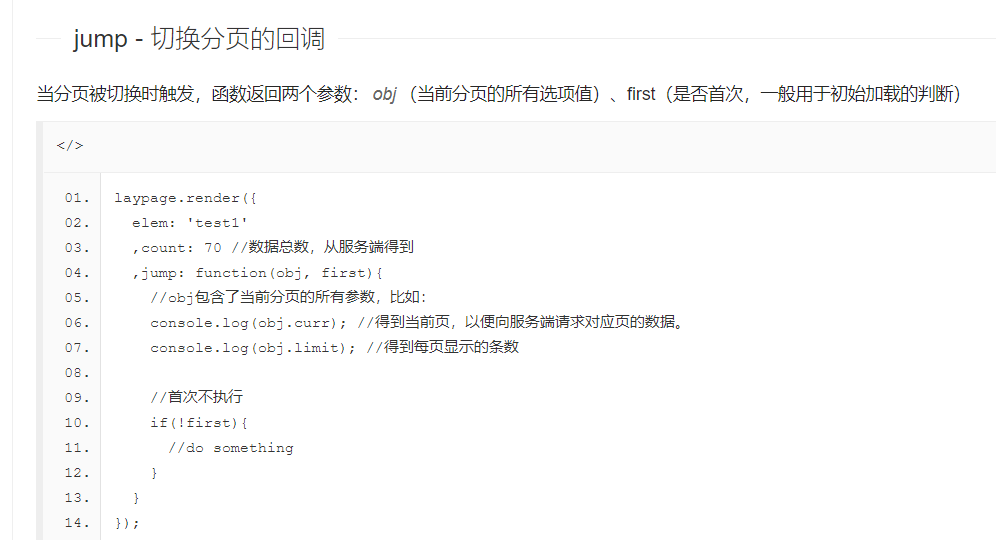 jump - 切换分页的回调
当分页被切换时触发，函数返回两个参数： obj（当前分页的所有选项值）、first（是否首次，一般用于初始加载的判断）
</>
01. laypage.render({
02.   elem: 'test1'
03.   ,count: 70 //数据总数，从服务端得到
04.   ,jump: function(obj, first){
05.     //obj包含了当前分页的所有参数，比如：
06.     console.log(obj.curr); //得到当前页，以便向服务端请求对应页的数据。
07.     console.log(obj.limit); //得到每页显示的条数
08.
09.     //首次不执行
10.     if(!first){
11.       //do something
12.     }
13.   }
14. });